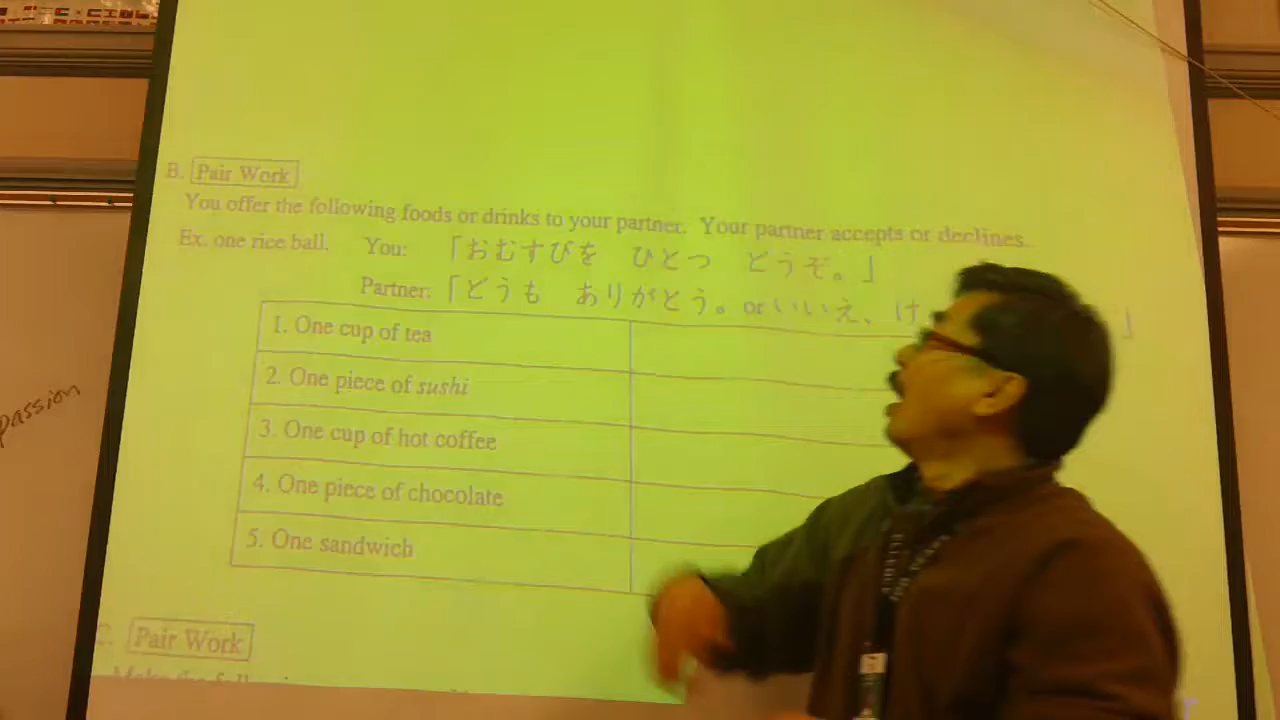 B. Pair Work
You offer the following foods or drinks to your partner. Your partner accepts or declines.
Ex. one rice ball. You: 「おむすびを ひとつ どうぞ。」
Partner: 「どうも ありがとう。or いいえ、け 」
1. One cup of tea
2. One piece of sushi
3. One cup of hot coffee
4. One piece of chocolate
5. One sandwich
passion
C. Pair Work